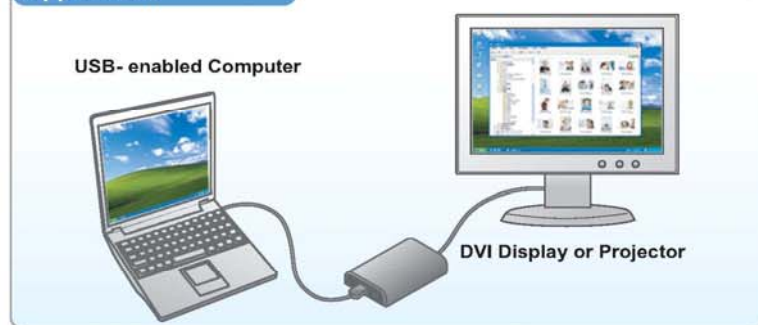 USB- enabled Computer
DVI Display or Projector